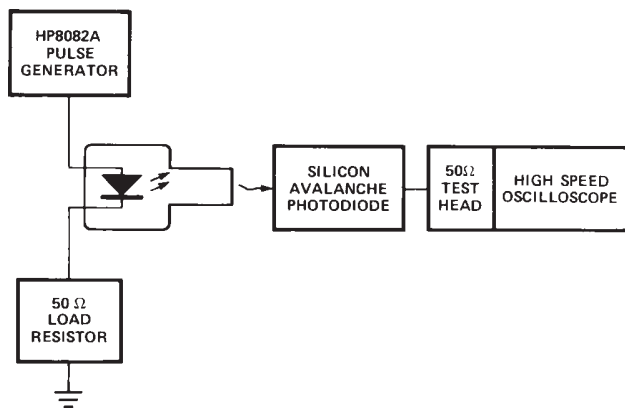 HP8082A
PULSE
GENERATOR
SILICON
AVALANCHE
PHOTODIODE
50Ω
TEST
HEAD
HIGH SPEED
OSCILLOSCOPE
50 Ω
LOAD
RESISTOR